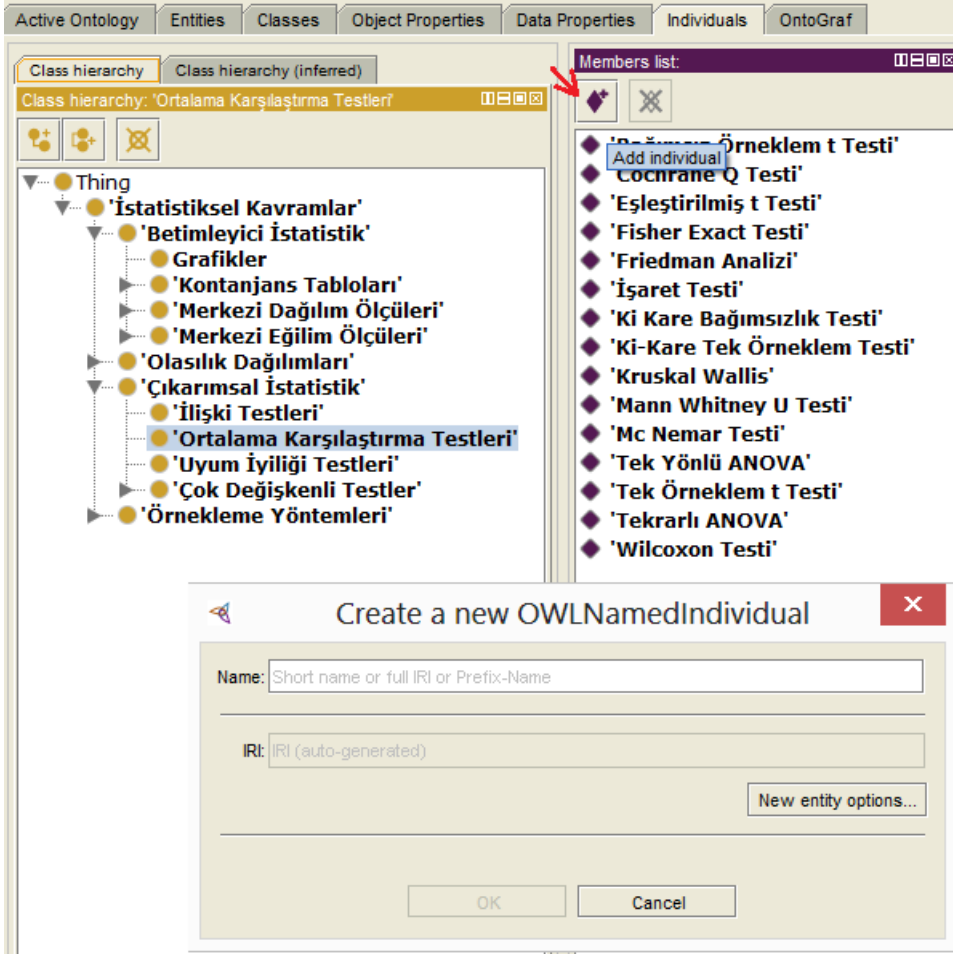 Active Ontology Entities Classes Object Properties Data Properties Individuals OntoGraf
Class hierarchy Class hierarchy (inferred)
Class hierarchy: 'Ortalama Karşılaştırma Testleri'
Thing
'İstatistiksel Kavramlar'
'Betimleyici İstatistik'
Grafikler
'Kontanjans Tabloları'
'Merkezi Dağılım Ölçüleri'
'Merkezi Eğilim Ölçüleri'
'Olasılık Dağılımları'
'Çıkarımsal İstatistik'
'İlişki Testleri'
'Ortalama Karşılaştırma Testleri'
'Uyum İyiliği Testleri'
'Çok Değişkenli Testler'
'Örnekleme Yöntemleri'
Members list:
Örneklem t Testi'
Add individual
'Cochrane Q Testi'
'Eşleştirilmiş t Testi'
'Fisher Exact Testi'
'Friedman Analizi'
'İşaret Testi'
'Ki Kare Bağımsızlık Testi'
'Ki-Kare Tek Örneklem Testi'
'Kruskal Wallis'
'Mann Whitney U Testi'
'Mc Nemar Testi'
'Tek Yönlü ANOVA'
'Tek Örneklem t Testi'
'Tekrarlı ANOVA'
'Wilcoxon Testi'
Create a new OWLNamedIndividual
Name: Short name or full IRI or Prefix-Name
IRI: IRI (auto-generated)
New entity options...
OK Cancel